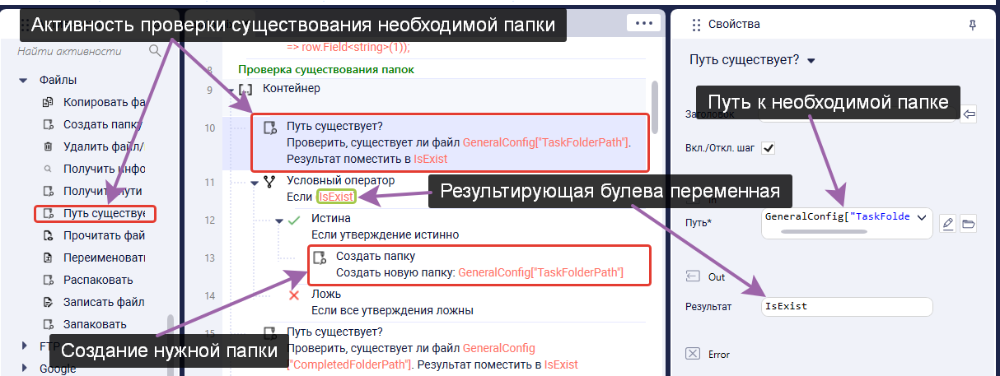 Активность проверки существования необходимой папки
Найти активности
Файлы
Копировать фа
Создать папку
Удалить файл/
Получить инфо
Получить пути
Путь существуе
Прочитать фай
Переименоват
Распаковать
Записать файл
Запаковать
FTP
Google
Создание нужной папки
=> row.Field<string>(1));
8
Проверка существования папок
9
Контейнер
10
Путь существует?
Проверить, существует ли файл GeneralConfig["TaskFolderPath"].
Результат поместить в IsExist
11
Условный оператор
Если IsExist
Результирующая булева переменная
12
Истина
Если утверждение истинно
13
Создать папку
Создать новую папку: GeneralConfig["TaskFolderPath"]
14
Ложь
Если все утверждения ложны
15
Путь существует?
Проверить, существует ли файл GeneralConfig
["CompletedFolderPath"]. Результат поместить в IsExist
Свойства
Путь существует?
Путь к необходимой папке
Заголовок
Вкл./Откл. шаг
In
Путь*
GeneralConfig["TaskFolde
Out
Результат
IsExist
Error